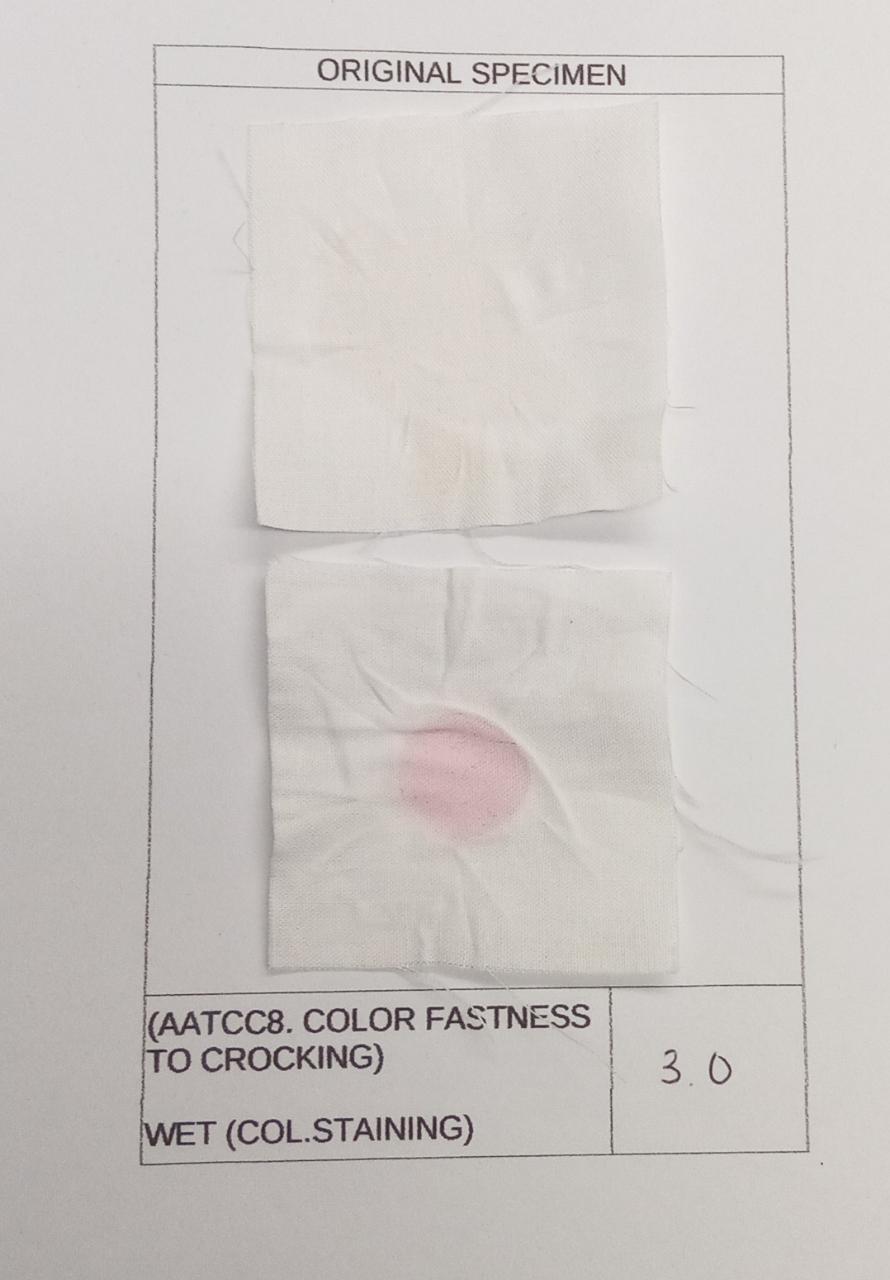 ORIGINAL SPECIMEN
(AATCC8. COLOR FASTNESS
TO CROCKING)
3.0
WET (COL.STAINING)